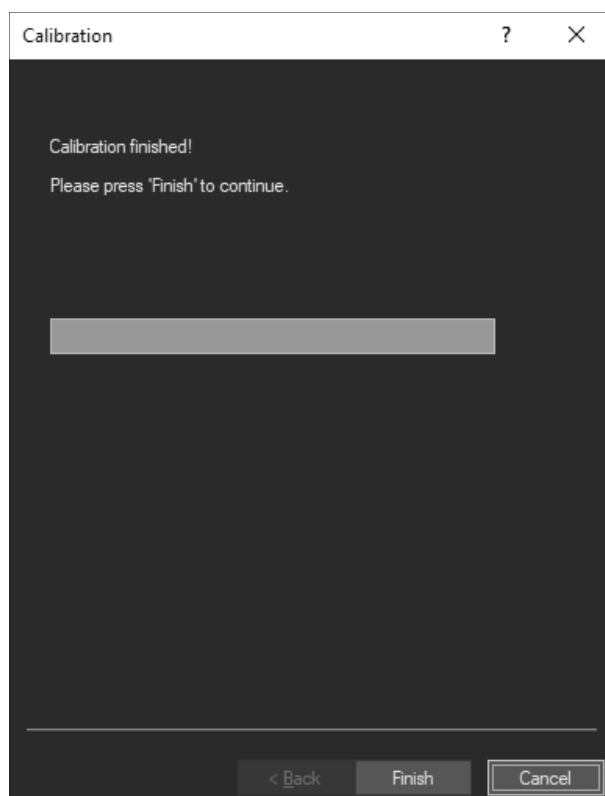 Calibration ?
Calibration finished!
Please press 'Finish' to continue.
< Back Finish Cancel